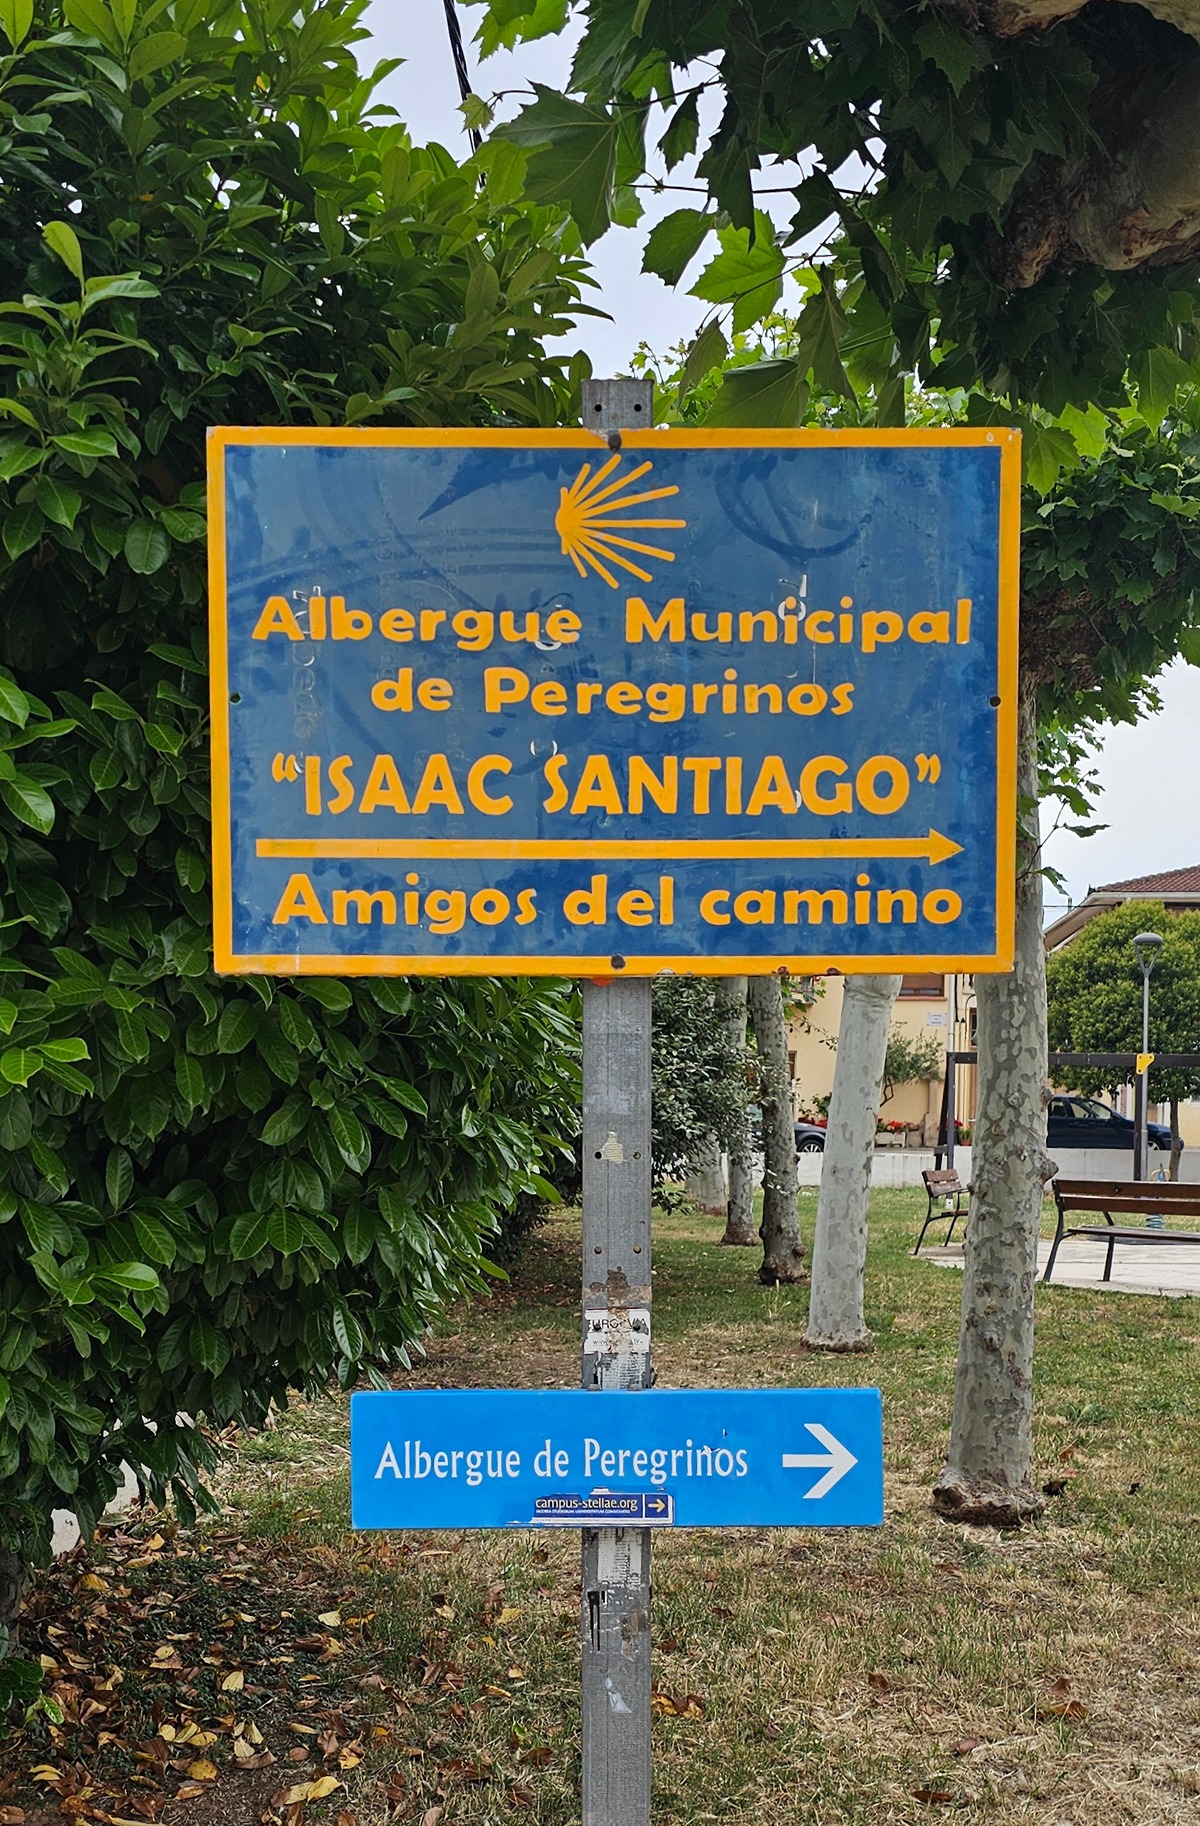 Albergue Municipal
de Peregrinos
“ISAAC SANTIAGO”
Amigos del camino
Albergue de Peregrinos
campus-stellae.org